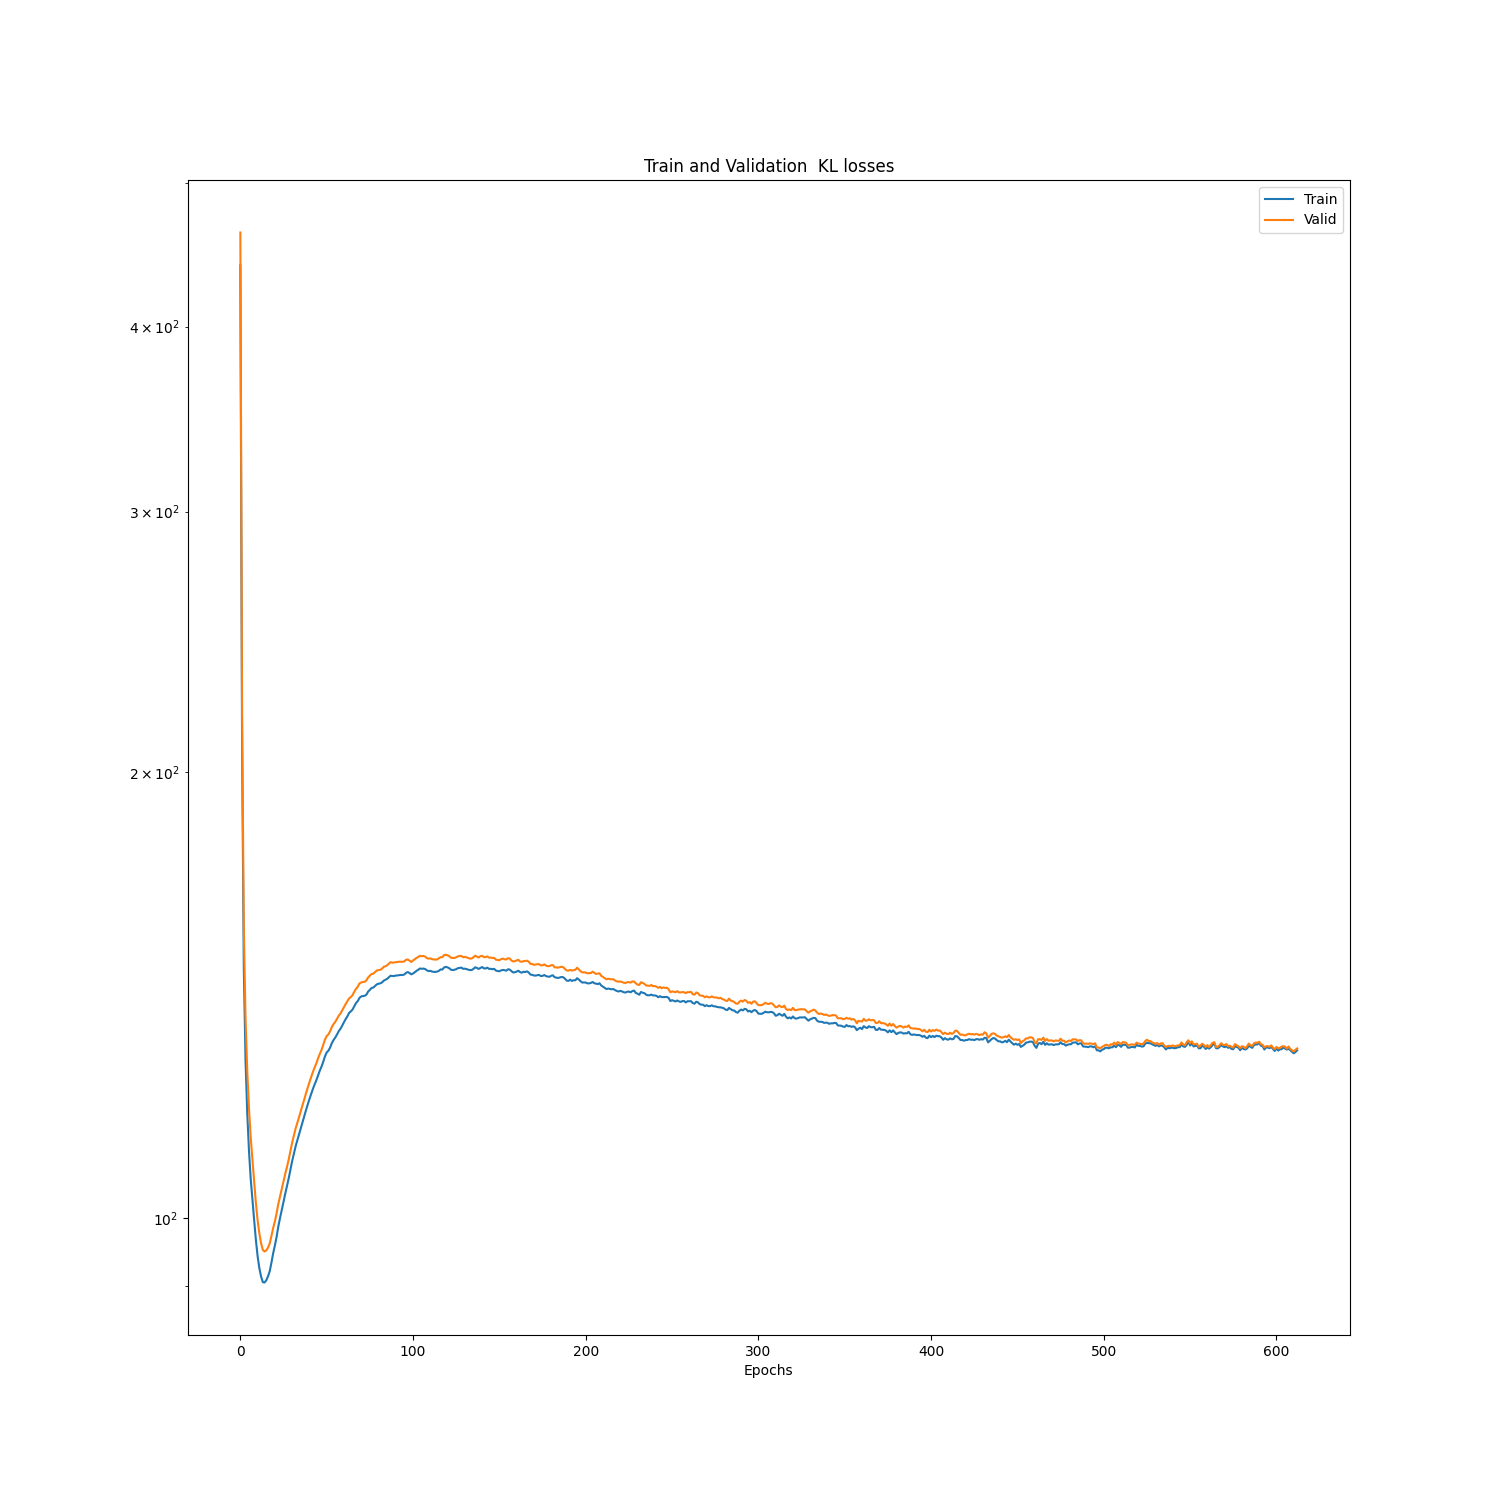 Train and Validation  KL losses
Train
Valid
4 × 10²
3 × 10²
2 × 10²
10²
0 100 200 300 400 500 600
Epochs